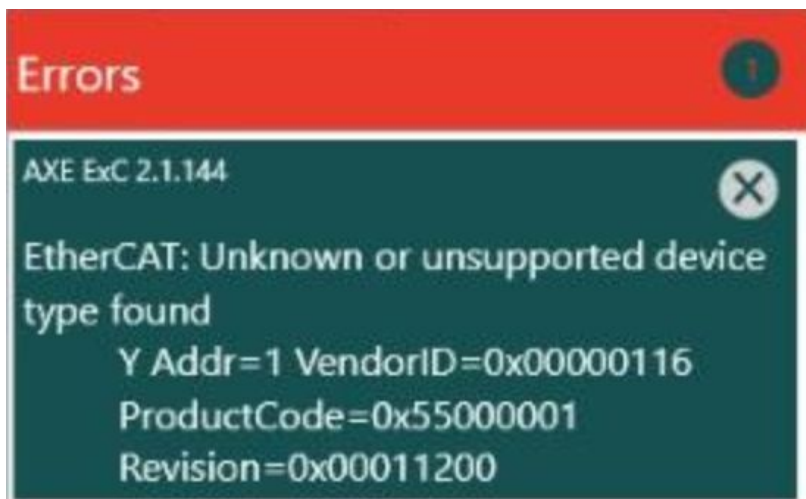 Errors
1
AXE ExC 2.1.144
EtherCAT: Unknown or unsupported device
type found
Y Addr=1 VendorID=0x00000116
ProductCode=0x55000001
Revision=0x00011200